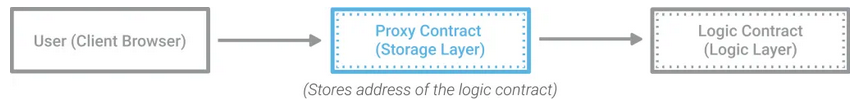 User (Client Browser)
Proxy Contract
(Storage Layer)
Logic Contract
(Logic Layer)
(Stores address of the logic contract)